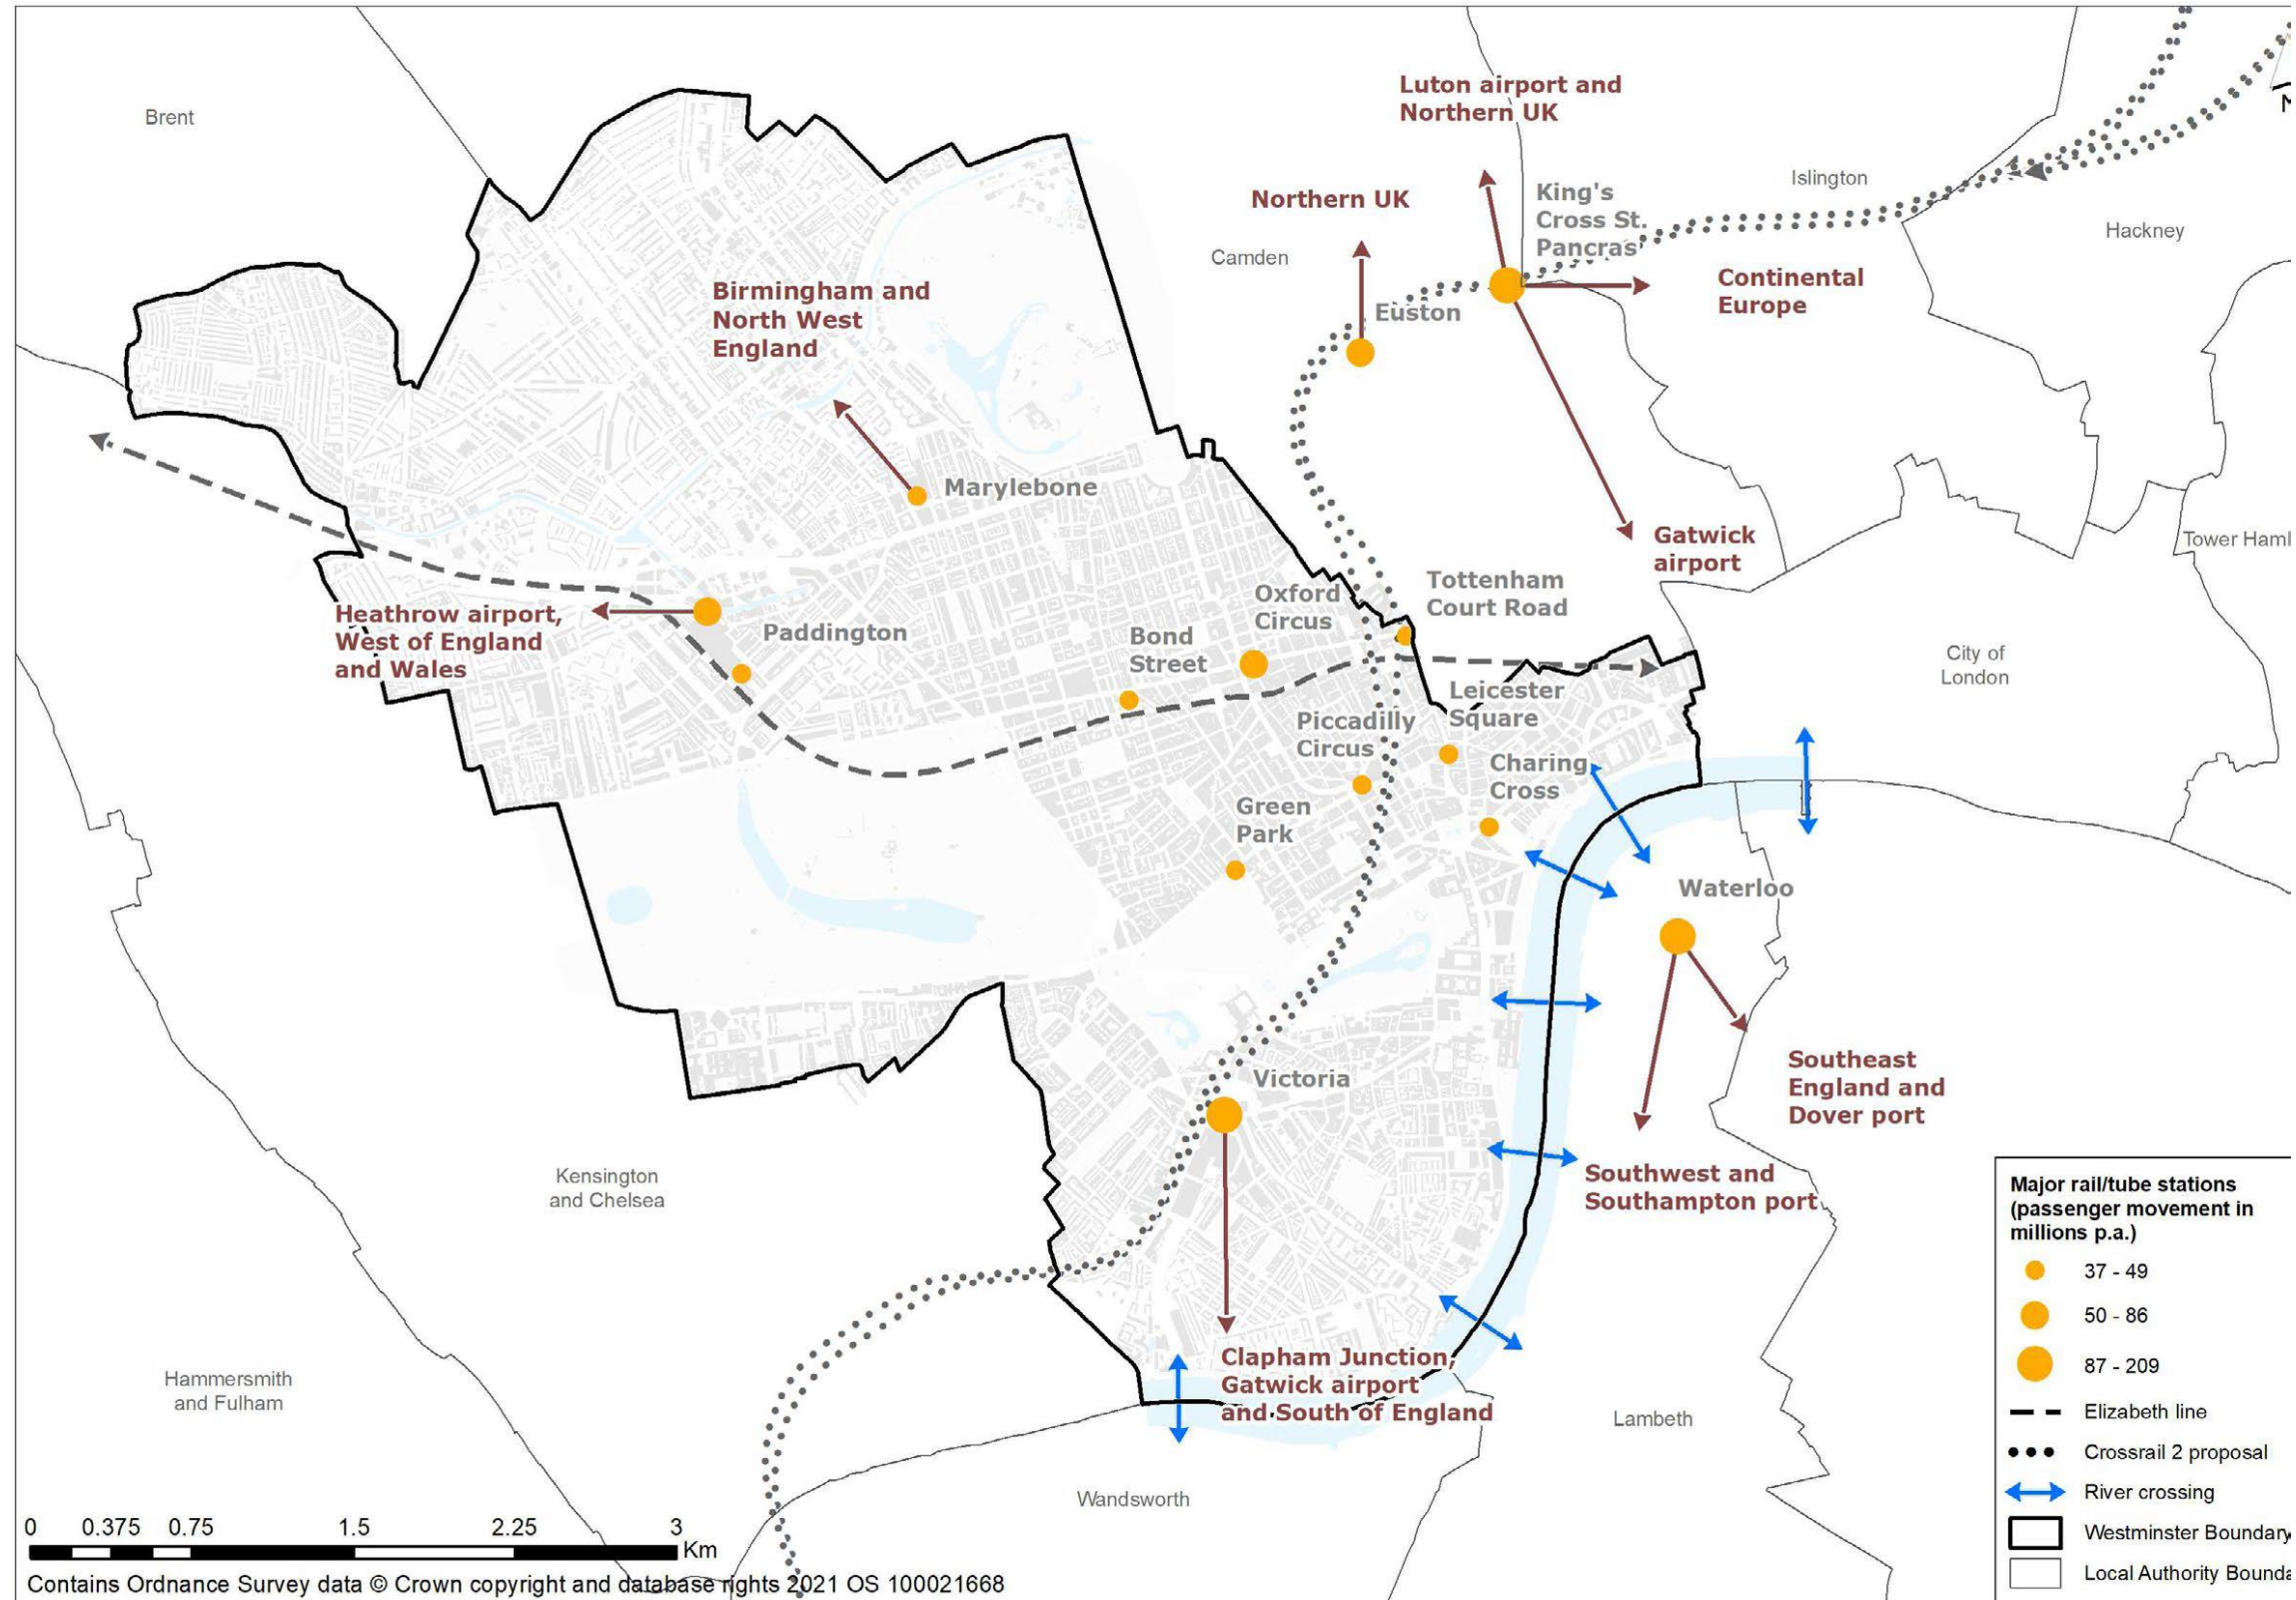 Brent
Luton airport and
Northern UK
Northern UK
King's
Cross St.
Pancras
Islington
Hackney
Camden
Continental
Europe
Euston
Birmingham and
North West
England
Marylebone
Gatwick
airport
Tower Haml
Heathrow airport,
West of England
and Wales
Paddington
Bond
Street
Oxford
Circus
Tottenham
Court Road
City of
London
Leicester
Square
Piccadilly
Circus
Charing
Cross
Green
Park
Waterloo
Southeast
England and
Dover port
Victoria
Southwest and
Southampton port
Kensington
and Chelsea
Hammersmith
and Fulham
Clapham Junction,
Gatwick airport
and South of England
Lambeth
Wandsworth
Major rail/tube stations
(passenger movement in
millions p.a.)
37 - 49
50 - 86
87 - 209
Elizabeth line
Crossrail 2 proposal
River crossing
Westminster Boundary
Local Authority Bounda
0 0.375 0.75 1.5 2.25 3
Km
Contains Ordnance Survey data © Crown copyright and database rights 2021 OS 100021668